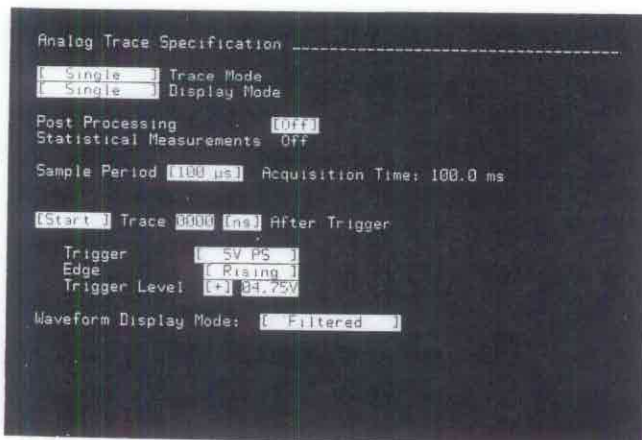 Analog Trace Specification ____________________________________
[ Single ] Trace Mode
[ Single ] Display Mode
Post Processing [Off]
Statistical Measurements Off
Sample Period [100 µs] Acquisition Time: 100.0 ms
[Start ] Trace 0000 [ns] After Trigger
Trigger [ 5V PS ]
Edge [ Rising ]
Trigger Level [+] 04.75V
Waveform Display Mode: [ Filtered ]